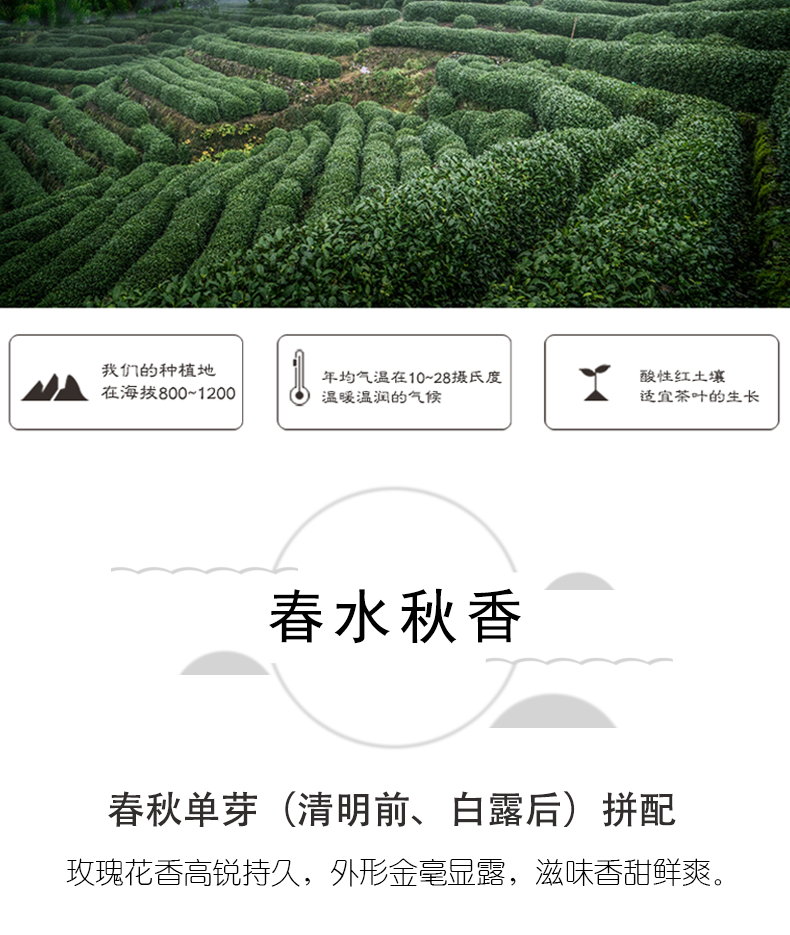 我们的种植地
在海拔800~1200
年均气温在10~28摄氏度
温暖温润的气候
酸性红土壤
适宜茶叶的生长
春水秋香
春秋单芽（清明前、白露后）拼配
玫瑰花香高锐持久，外形金毫显露，滋味香甜鲜爽。